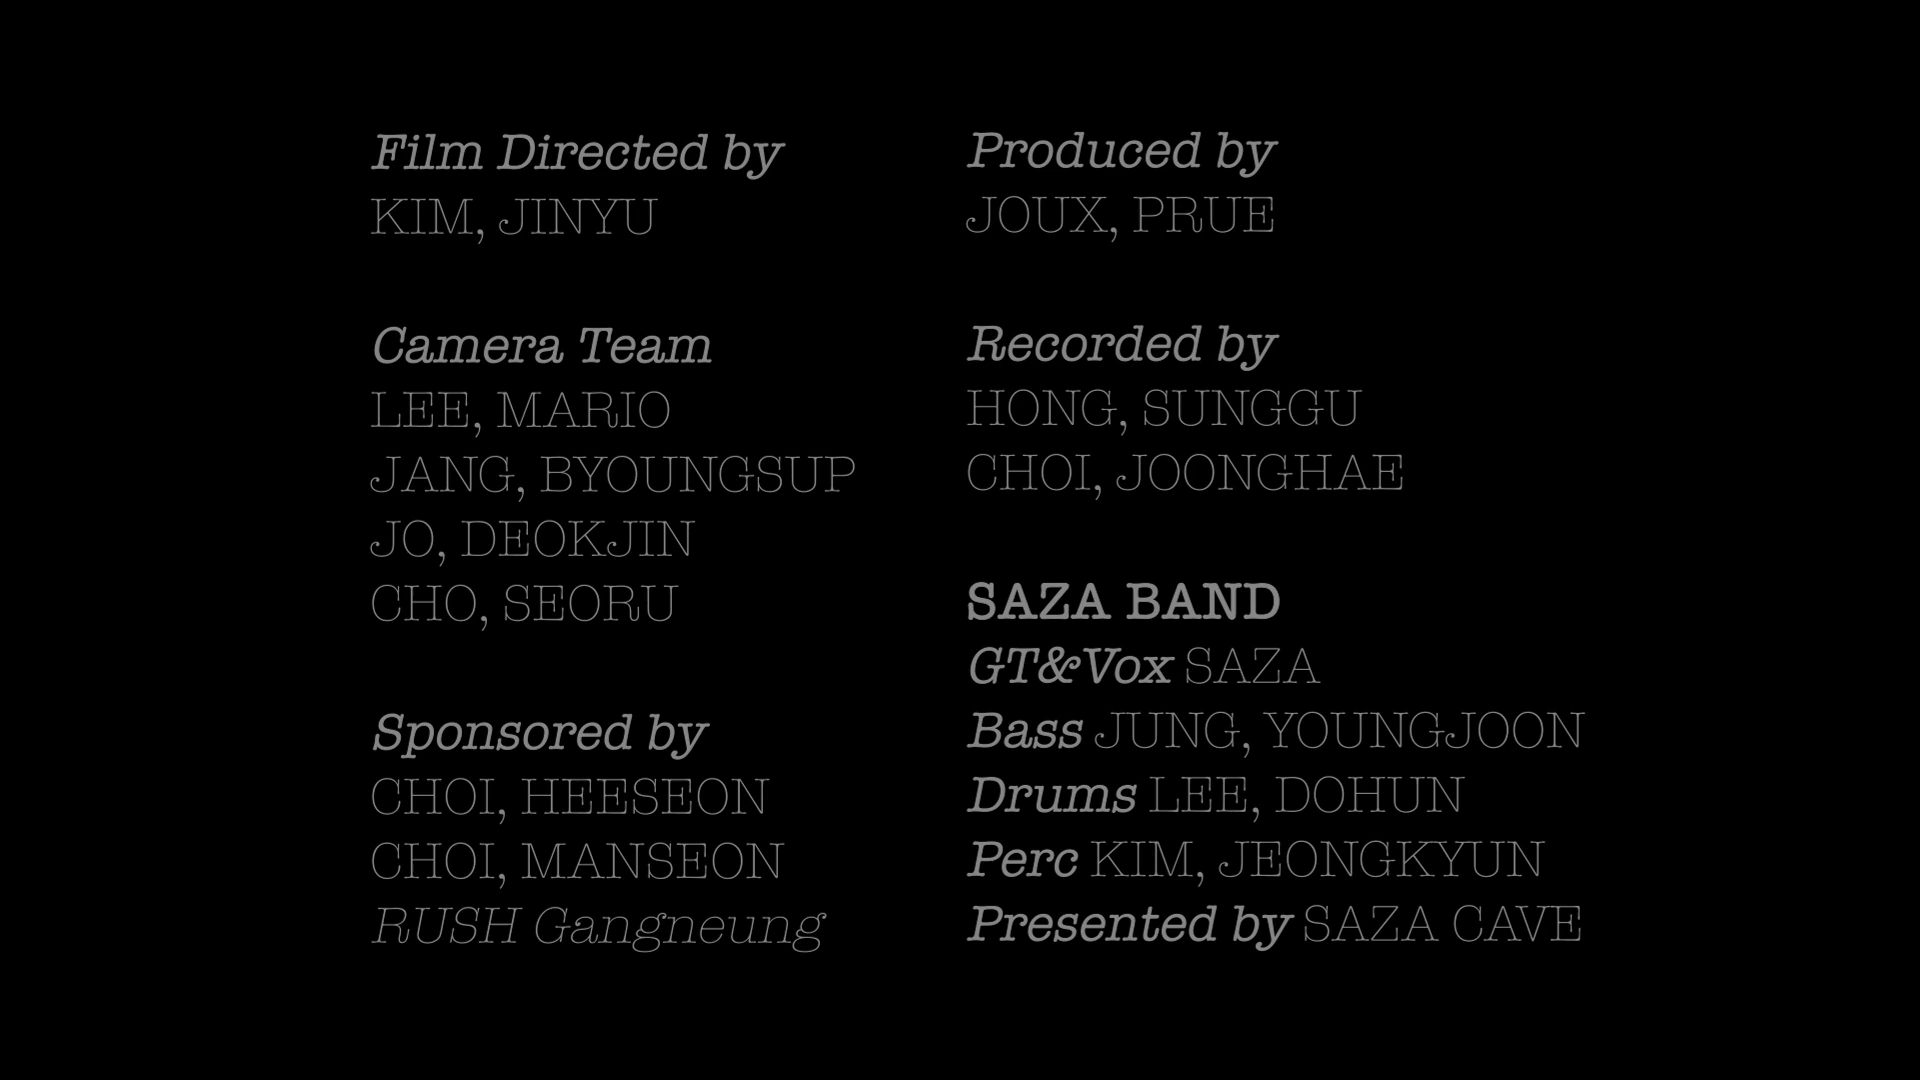 Film Directed by
KIM, JINYU
Camera Team
LEE, MARIO
JANG, BYOUNGSUP
JO, DEOKJIN
CHO, SEORU
Sponsored by
CHOI, HEESEON
CHOI, MANSEON
RUSH Gangneung
Produced by
JOUX, PRUE
Recorded by
HONG, SUNGGU
CHOI, JOONGHAE
SAZA BAND
GT&Vox SAZA
Bass JUNG, YOUNGJOON
Drums LEE, DOHUN
Perc KIM, JEONGKYUN
Presented by SAZA CAVE